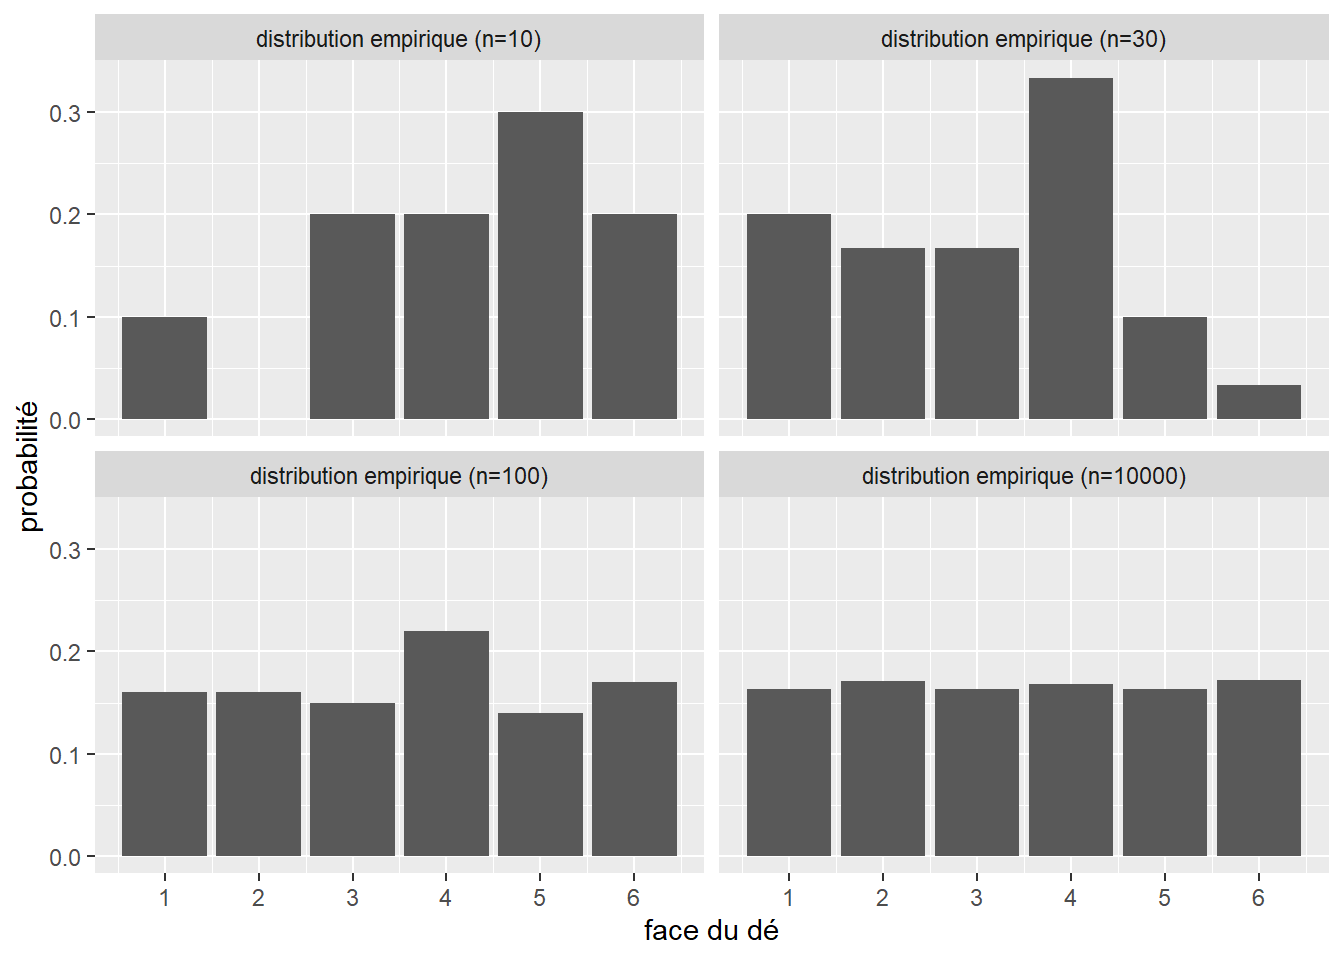 distribution empirique (n=10)
distribution empirique (n=30)
0.3
0.2
0.1
0.0
distribution empirique (n=100)
distribution empirique (n=10000)
0.3
0.2
0.1
0.0
1 2 3 4 5 6
1 2 3 4 5 6
face du dé
probabilité